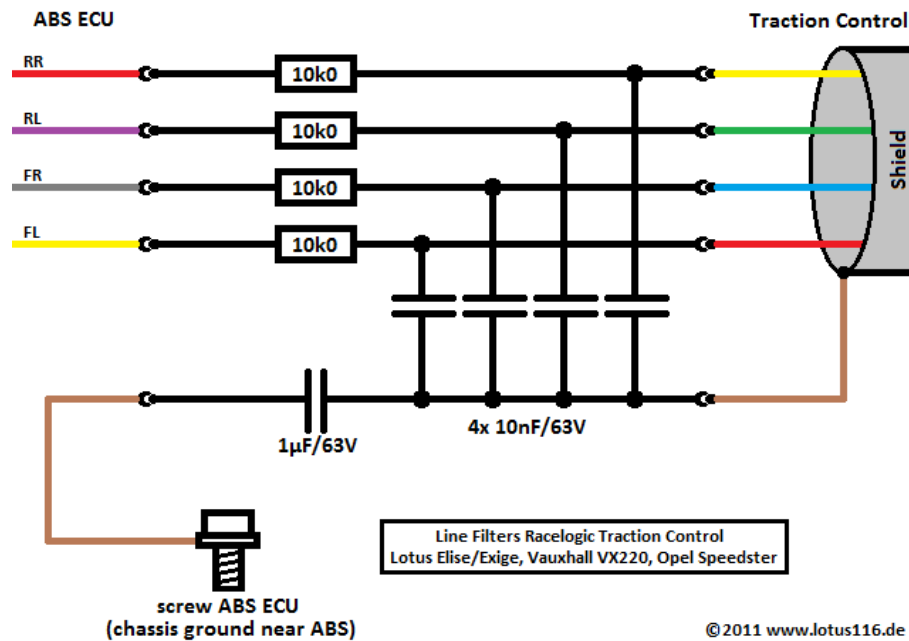 ABS ECU
Traction Control
RR
10k0
RL
10k0
FR
10k0
FL
10k0
Shield
1µF/63V
4x 10nF/63V
Line Filters Racelogic Traction Control
Lotus Elise/Exige, Vauxhall VX220, Opel Speedster
screw ABS ECU
(chassis ground near ABS)
©2011 www.lotus116.de